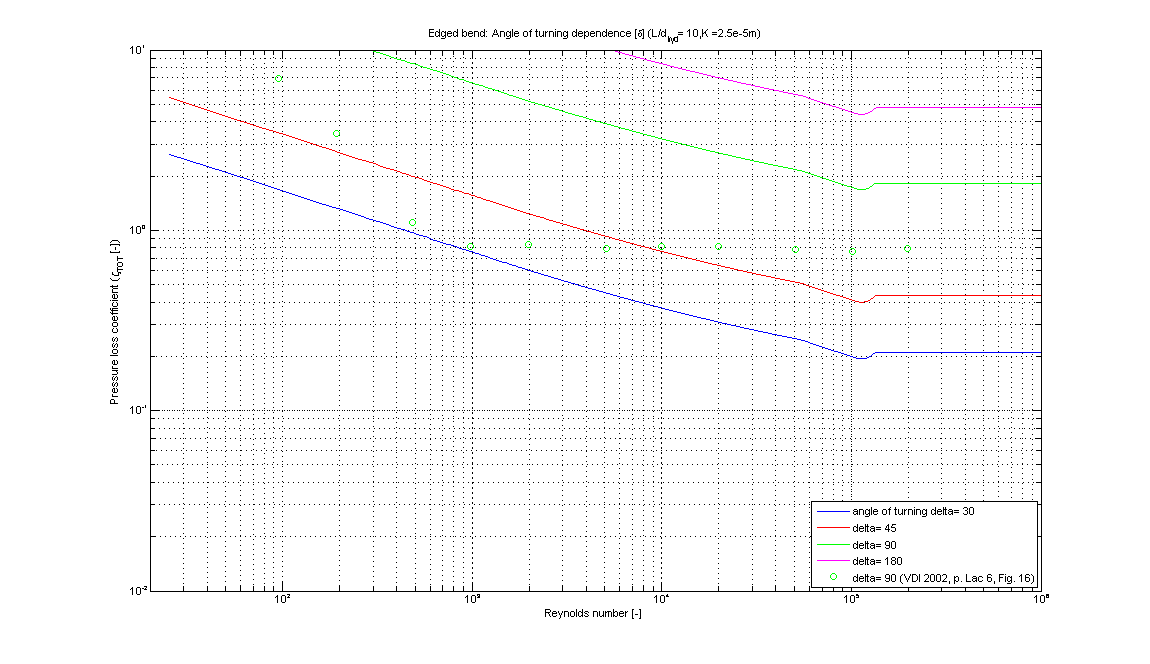 Edged bend: Angle of turning dependence [δ] (L/d_hyd = 10,K =2.5e-5m)
Pressure loss coefficient (ζ_TOT [-])
10¹
10⁰
10⁻¹
10⁻²
angle of turning delta= 30
delta= 45
delta= 90
delta= 180
delta= 90 (VDI 2002, p. Lac 6, Fig. 16)
10² 10³ 10⁴ 10⁵ 10⁶
Reynolds number [-]